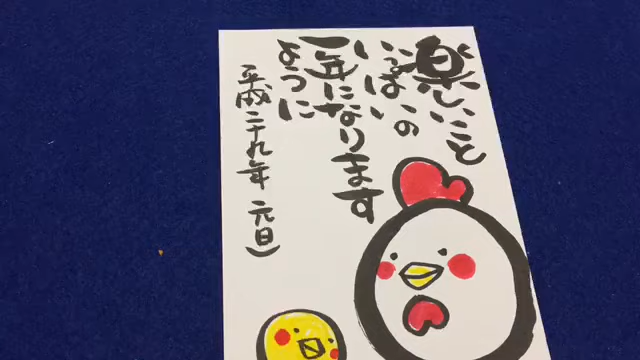 楽しいこと
いっぱいの
一年になります
ように
平成二十九年 元旦